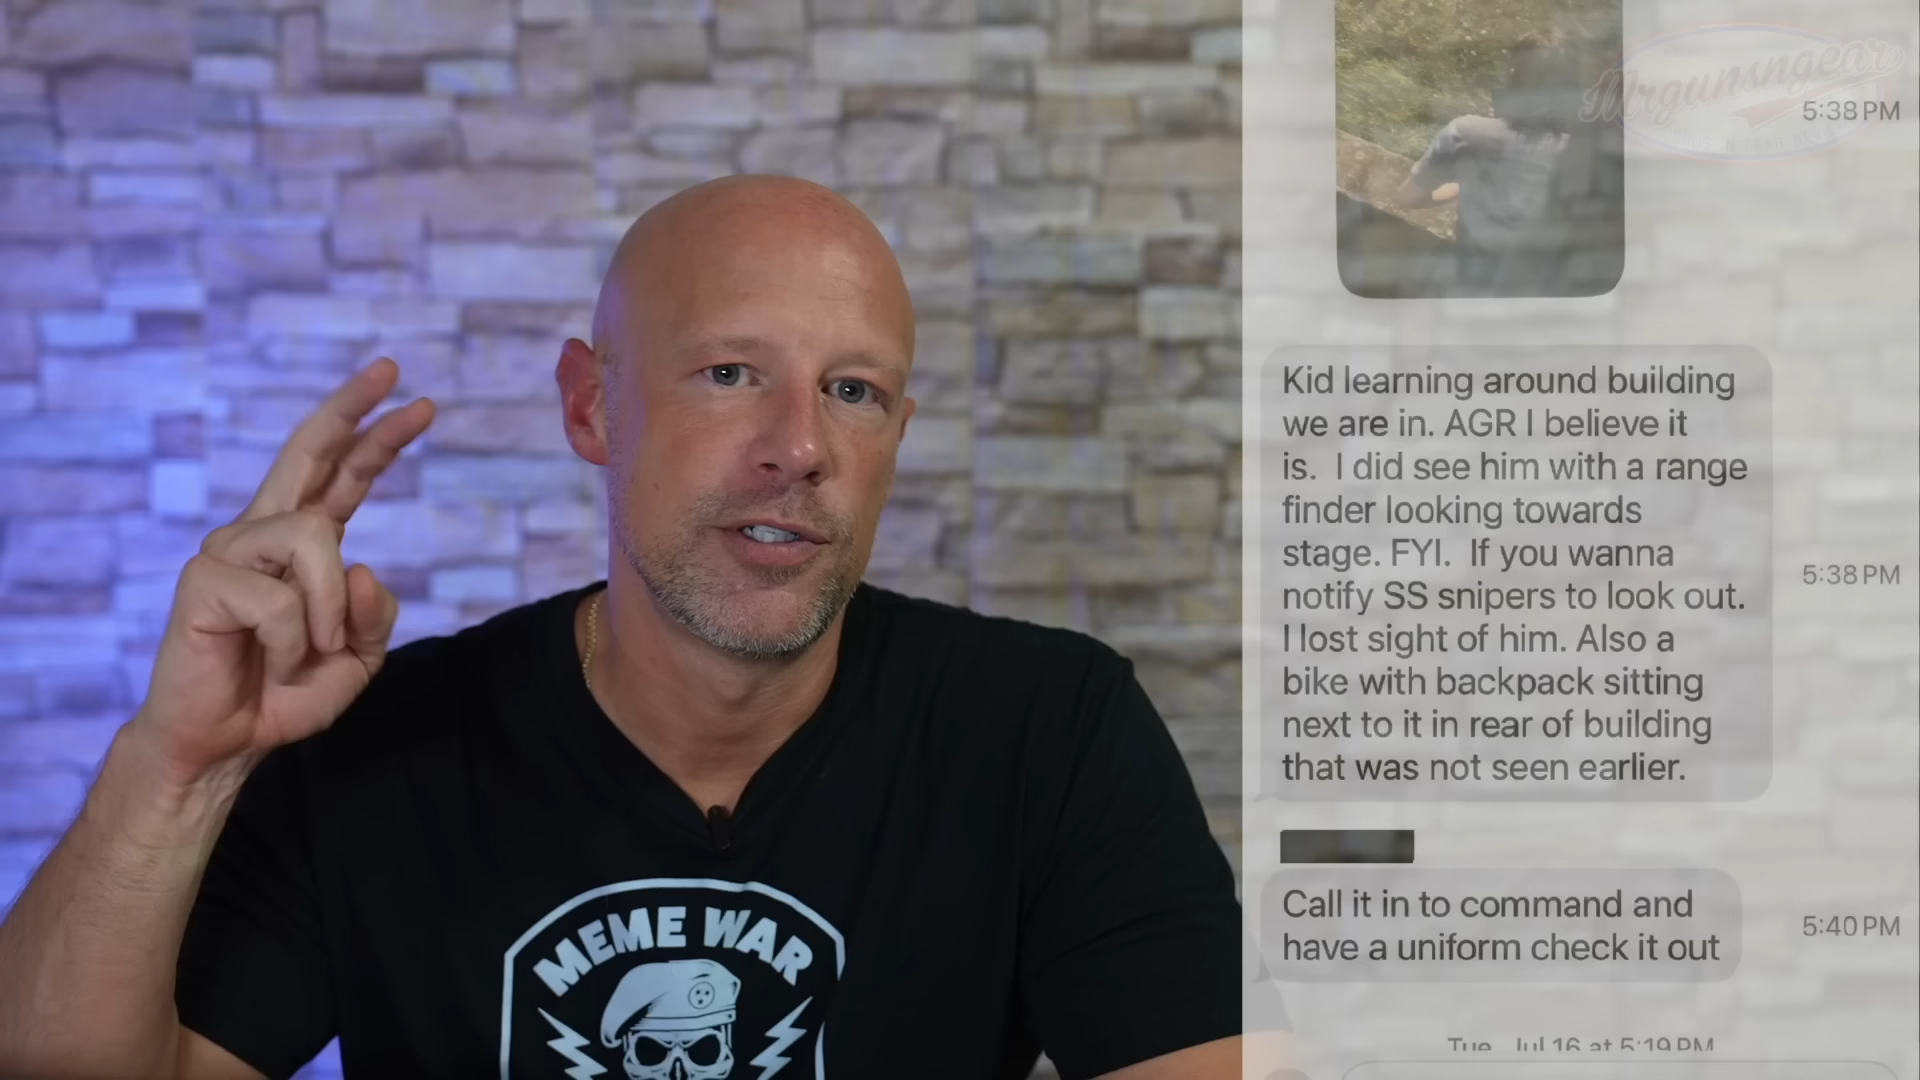 Mrgunsngear
5:38 PM
Kid learning around building
we are in. AGR I believe it
is. I did see him with a range
finder looking towards
stage. FYI. If you wanna
notify SS snipers to look out.
I lost sight of him. Also a
bike with backpack sitting
next to it in rear of building
that was not seen earlier.
5:38 PM
Call it in to command and
have a uniform check it out
5:40 PM
Tue, Jul 16 at 5:19 PM
MEME WAR